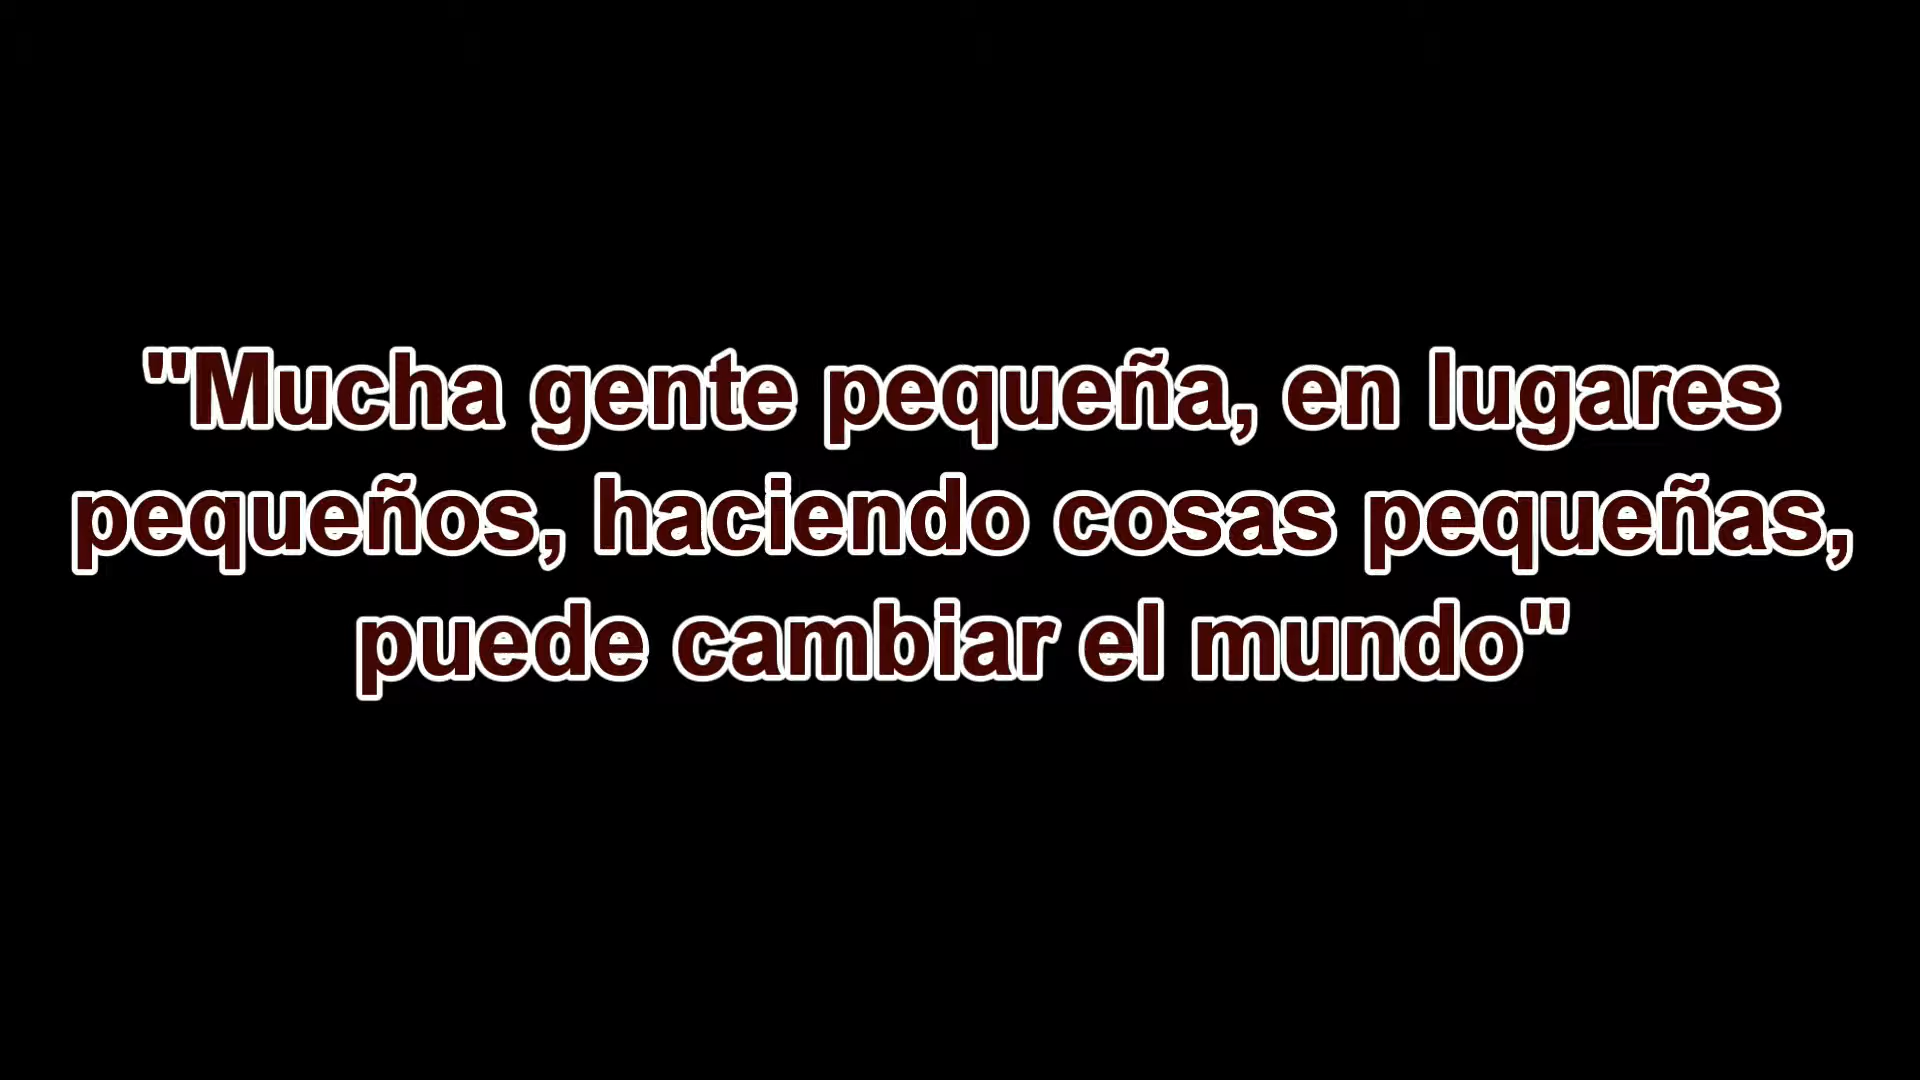 "Mucha gente pequeña, en lugares
pequeños, haciendo cosas pequeñas,
puede cambiar el mundo"